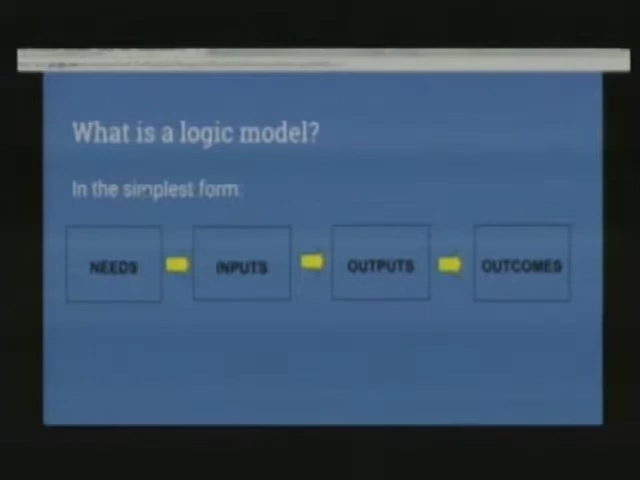 What is a logic model?
In the simplest form:
NEEDS
INPUTS
OUTPUTS
OUTCOMES